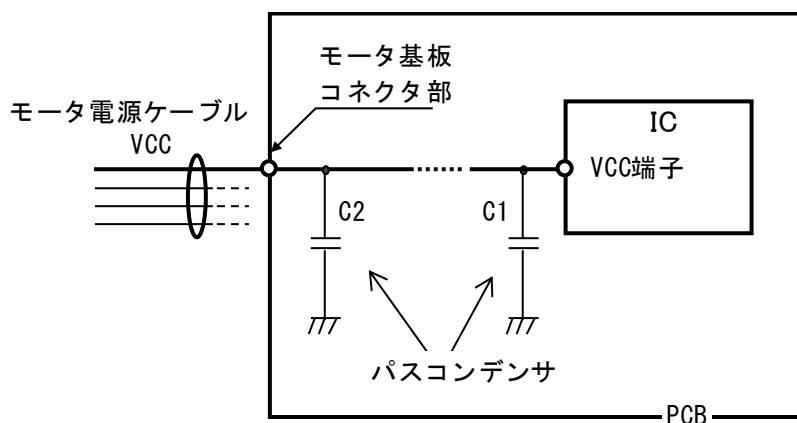 モータ基板
コネクタ部
モータ電源ケーブル
VCC
IC
VCC端子
C2
C1
パスコンデンサ
PCB